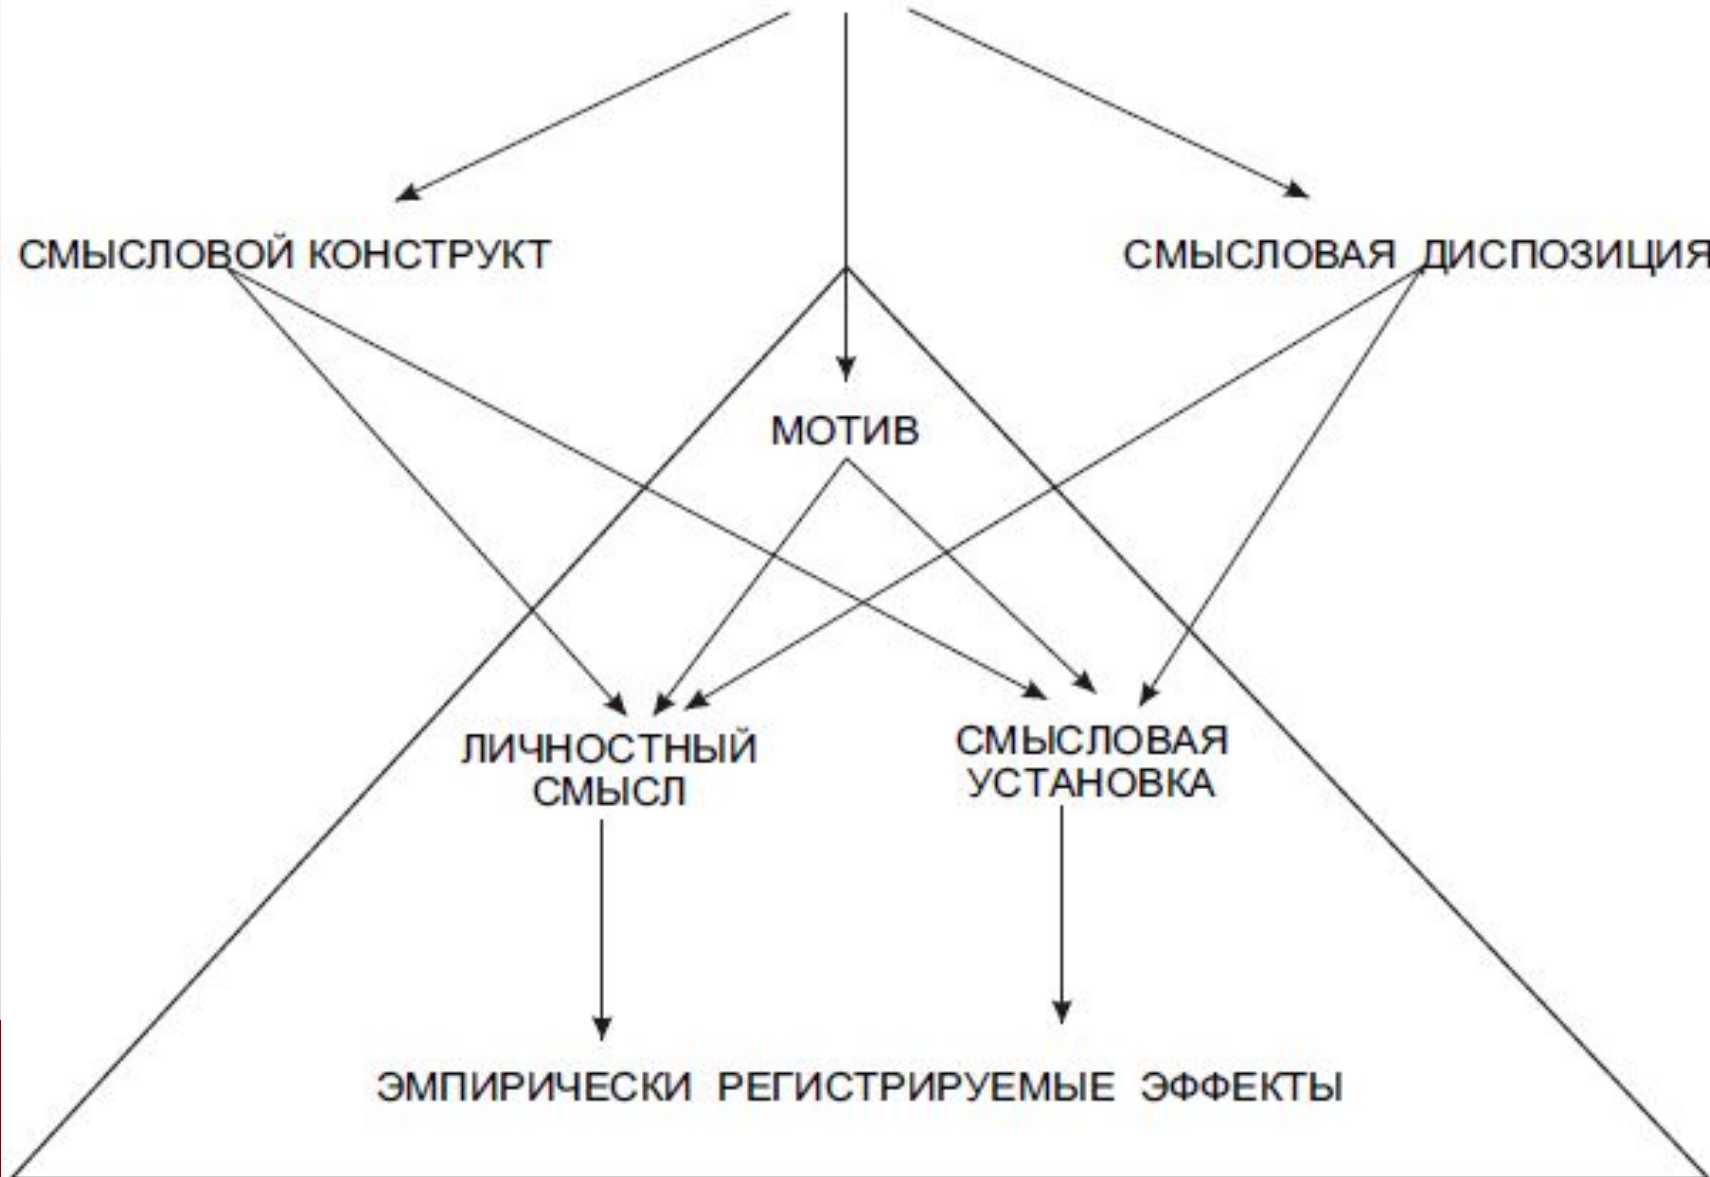 СМЫСЛОВОЙ КОНСТРУКТ
СМЫСЛОВАЯ ДИСПОЗИЦИЯ
МОТИВ
ЛИЧНОСТНЫЙ
СМЫСЛ
СМЫСЛОВАЯ
УСТАНОВКА
ЭМПИРИЧЕСКИ РЕГИСТРИРУЕМЫЕ ЭФФЕКТЫ